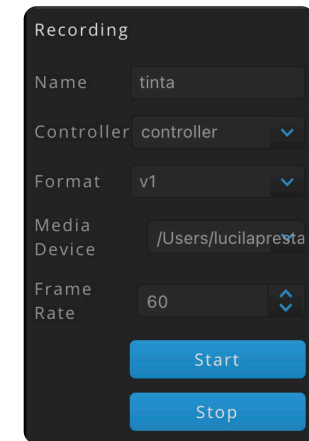 Recording
Name tinta
Controller controller
Format v1
Media
Device /Users/lucilapresta
Frame
Rate 60
Start
Stop